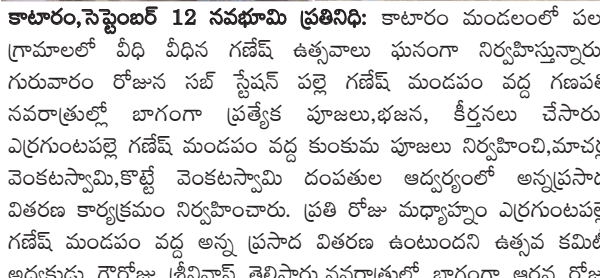 కాటారం,సెప్టెంబర్ 12 నవభూమి ప్రతినిధి: కాటారం మండలంలో పలు
గ్రామాలలో వీధి వీధిన గణేష్ ఉత్సవాలు ఘనంగా నిర్వహిస్తున్నారు.
గురువారం రోజున సబ్ స్టేషన్ పల్లె గణేష్ మండపం వద్ద గణపతి
నవరాత్రుల్లో బాగంగా ప్రత్యేక పూజలు,భజన, కీర్తనలు చేసారు.
ఎర్రగుంటపల్లె గణేష్ మండపం వద్ద కుంకుమ పూజలు నిర్వహించి,మాచర్ల
వెంకటస్వామి,కొట్టే వెంకటస్వామి దంపతుల ఆద్వర్యంలో అన్నప్రసాద
వితరణ కార్యక్రమం నిర్వహించారు. ప్రతి రోజు మధ్యాహ్నం ఎర్రగుంటపల్లె
గణేష్ మండపం వద్ద అన్న ప్రసాద వితరణ ఉంటుందని ఉత్సవ కమిటీ